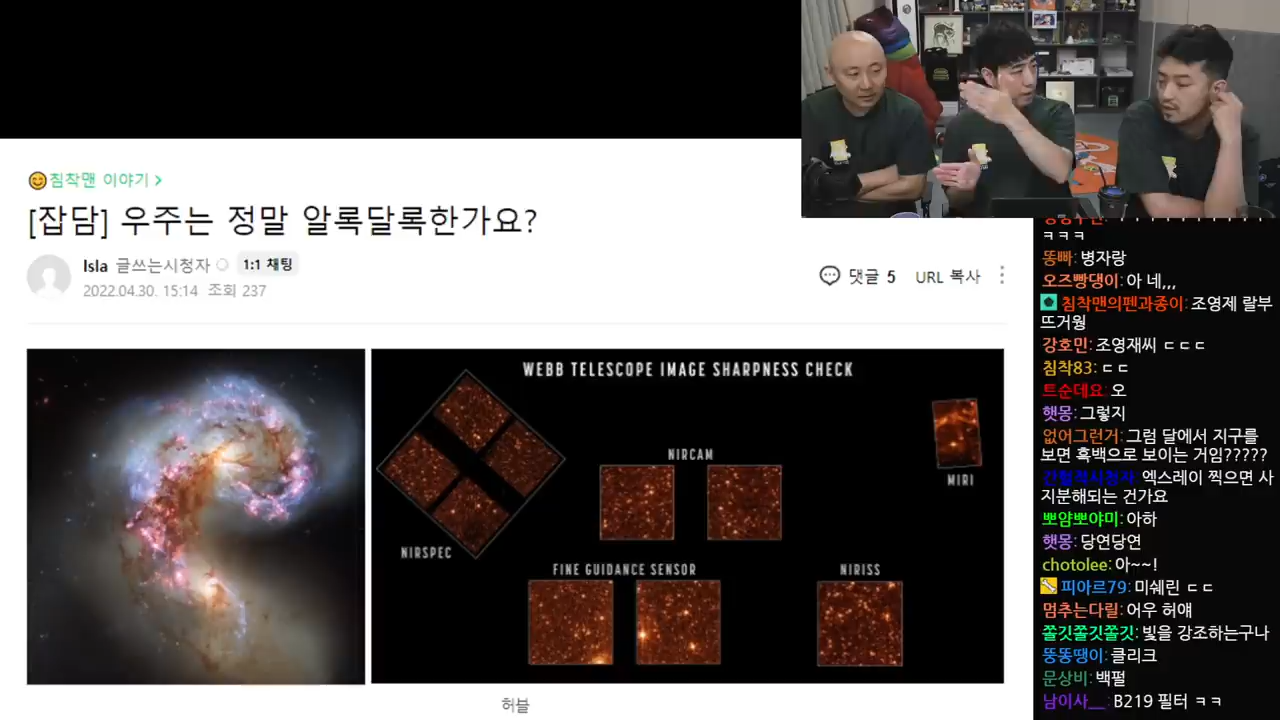 침착맨 이야기 >
[잡담] 우주는 정말 알록달록한가요?
Isla 글쓰는시청자 1:1 채팅
2022.04.30. 15:14 조회 237
댓글 5 URL 복사
WEBB TELESCOPE IMAGE SHARPNESS CHECK
NIRSPEC
NIRCAM
MIRI
FINE GUIDANCE SENSOR
NIRISS
허블
ㅋㅋㅋ
똥빠: 병자랑
오즈빵댕이: 아 네,,,
침착맨의펜과종이: 조영제 랄부
뜨거웡
강호민: 조영재씨 ㄷㄷㄷ
침착83: ㄷㄷ
트순데요: 오
햇몽: 그렇지
없어그런거: 그럼 달에서 지구를
보면 흑백으로 보이는 거임?????
간헐적시청자: 엑스레이 찍으면 사
지분해되는 건가요
뽀얌뽀야미: 아하
햇몽: 당연당연
chotolee: 아~~!
피아르79: 미쉐린 ㄷㄷ
멈추는다릴: 어우 허얘
쫄깃쫄깃쫄깃: 빛을 강조하는구나
뚱똥땡이: 클리크
문상비: 백펄
남이사__: B219 필터 ㅋㅋ